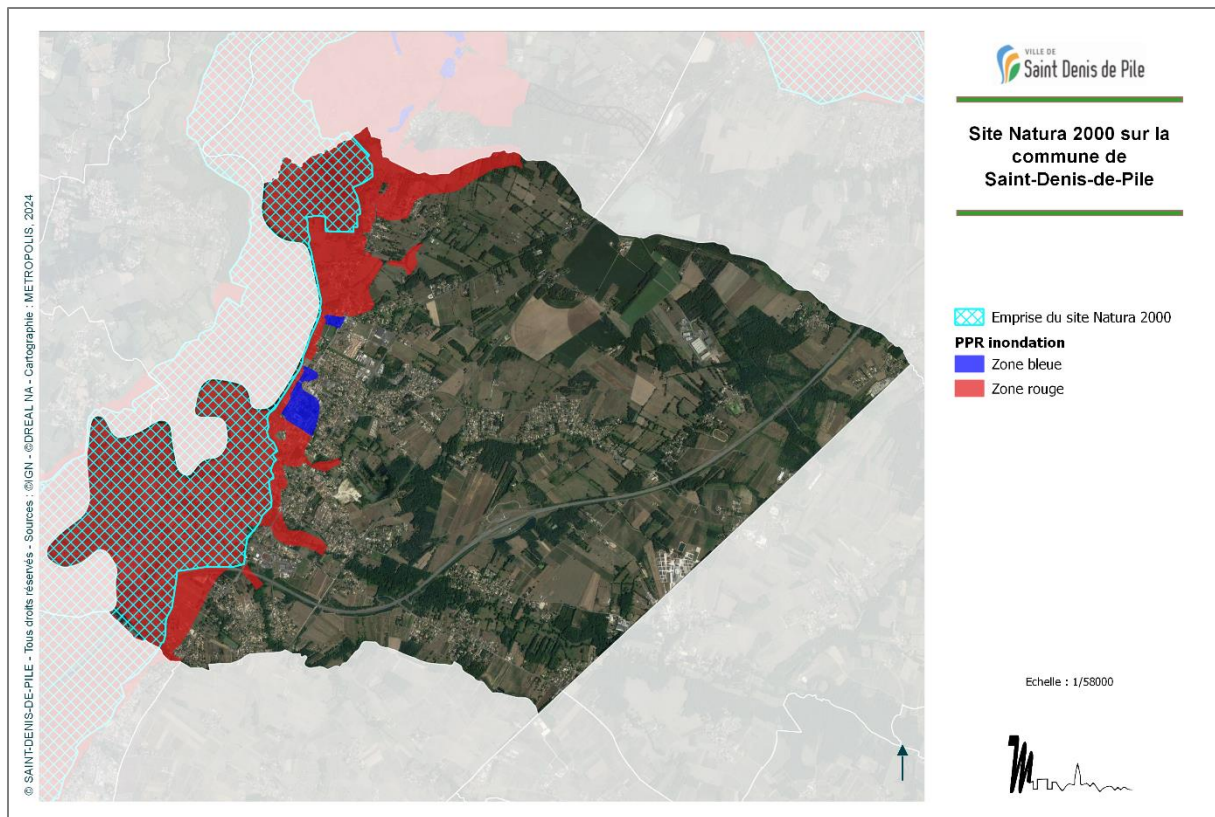 VILLE DE
Saint Denis de Pile
Site Natura 2000 sur la
commune de
Saint-Denis-de-Pile
Emprise du site Natura 2000
PPR inondation
Zone bleue
Zone rouge
Echelle : 1/58000
© SAINT-DENIS-DE-PILE - Tous droits réservés - Sources : ©IGN - ©DREAL NA - Cartographie : METROPOLIS, 2024